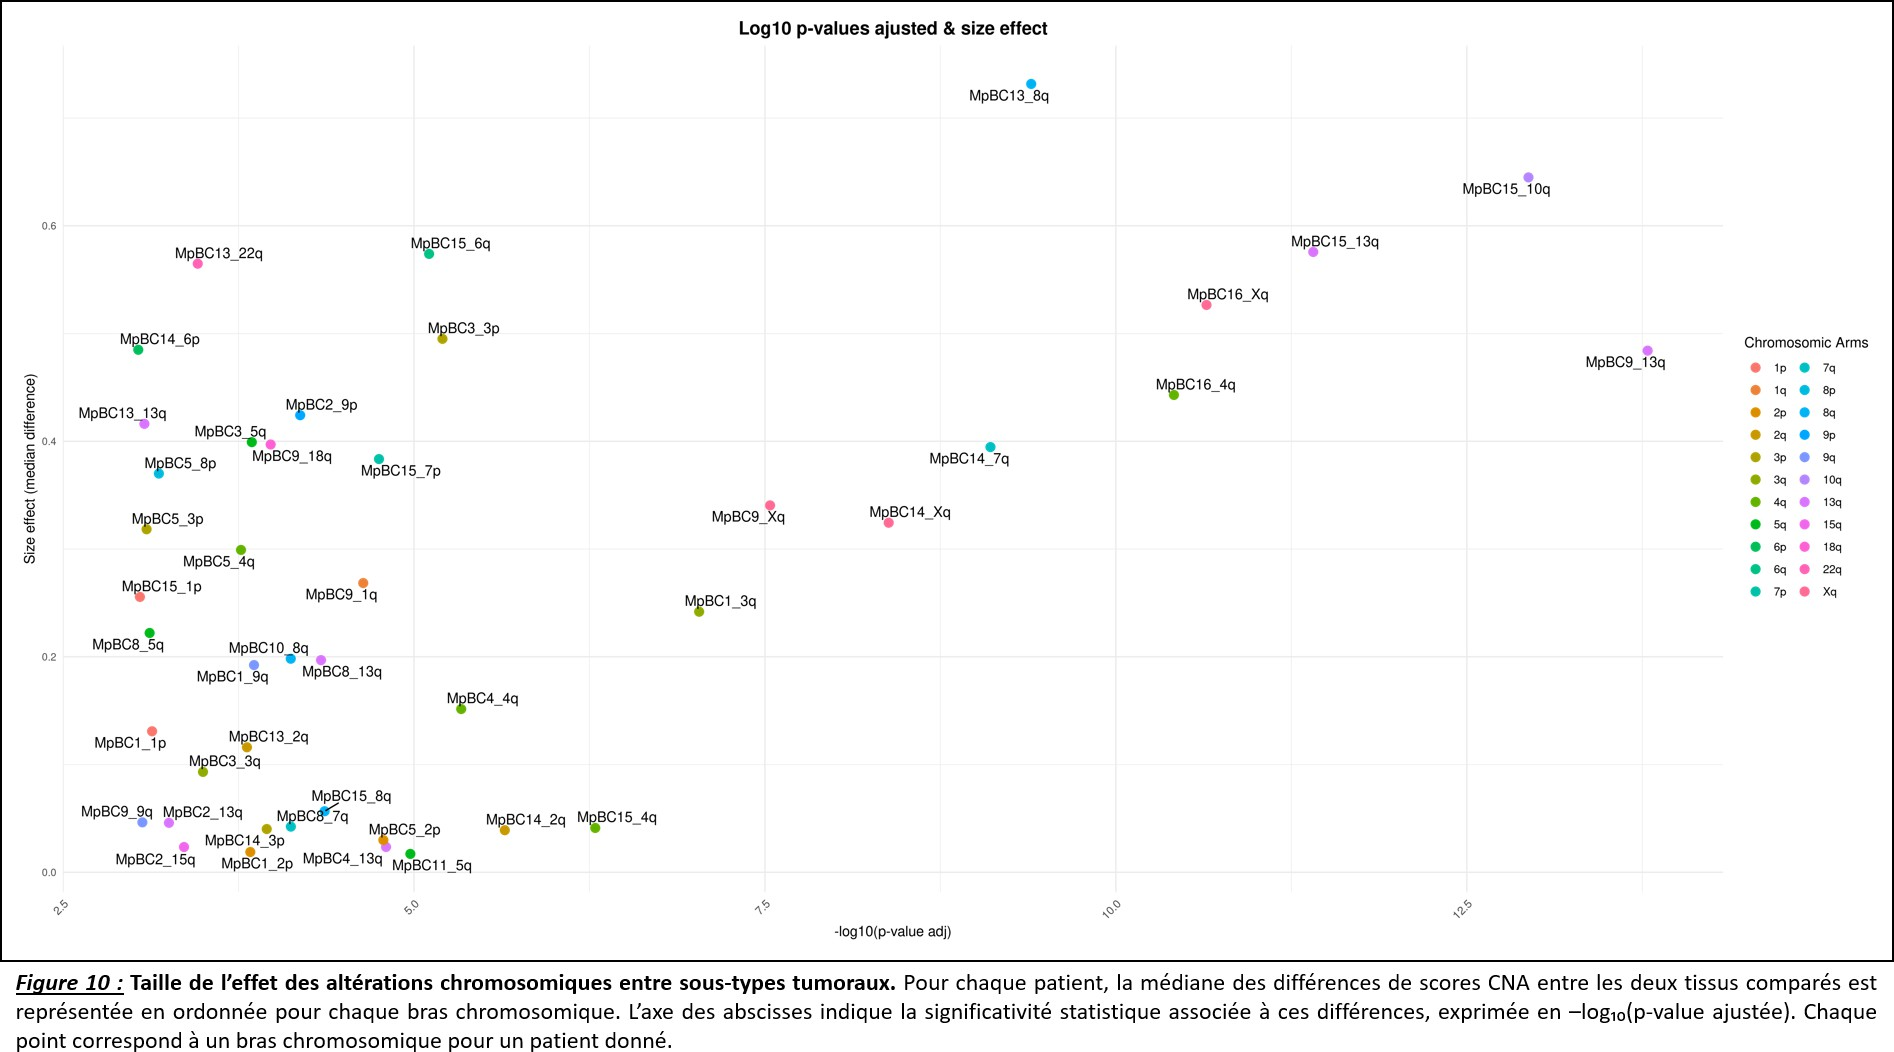 Log10 p-values ajusted & size effect
MpBC13_8q
MpBC15_10q
MpBC15_6q
MpBC15_13q
MpBC13_22q
MpBC16_Xq
MpBC3_3p
MpBC14_6p
MpBC9_13q
MpBC16_4q
MpBC2_9p
MpBC13_13q
MpBC3_5q
MpBC9_18q
MpBC14_7q
MpBC5_8p
MpBC15_7p
MpBC5_3p
MpBC9_Xq
MpBC14_Xq
MpBC5_4q
MpBC15_1p
MpBC9_1q
MpBC1_3q
MpBC8_5q
MpBC10_8q
MpBC1_9q
MpBC8_13q
MpBC4_4q
MpBC1_1p
MpBC13_2q
MpBC3_3q
MpBC15_8q
MpBC9_9q
MpBC2_13q
MpBC8_7q
MpBC14_2q
MpBC15_4q
MpBC5_2p
MpBC14_3p
MpBC2_15q
MpBC1_2p
MpBC4_13q
MpBC11_5q
0.6
0.4
0.2
0.0
Size effect (median difference)
2.5
5.0
7.5
10.0
12.5
-log10(p-value adj)
Chromosomic Arms
1p 7q
1q 8p
2p 8q
2q 9p
3p 9q
3q 10q
4q 13q
5q 15q
6p 18q
6q 22q
7p Xq
Figure 10 : Taille de l’effet des altérations chromosomiques entre sous-types tumoraux. Pour chaque patient, la médiane des différences de scores CNA entre les deux tissus comparés est
représentée en ordonnée pour chaque bras chromosomique. L’axe des abscisses indique la significativité statistique associée à ces différences, exprimée en –log₁₀(p-value ajustée). Chaque
point correspond à un bras chromosomique pour un patient donné.